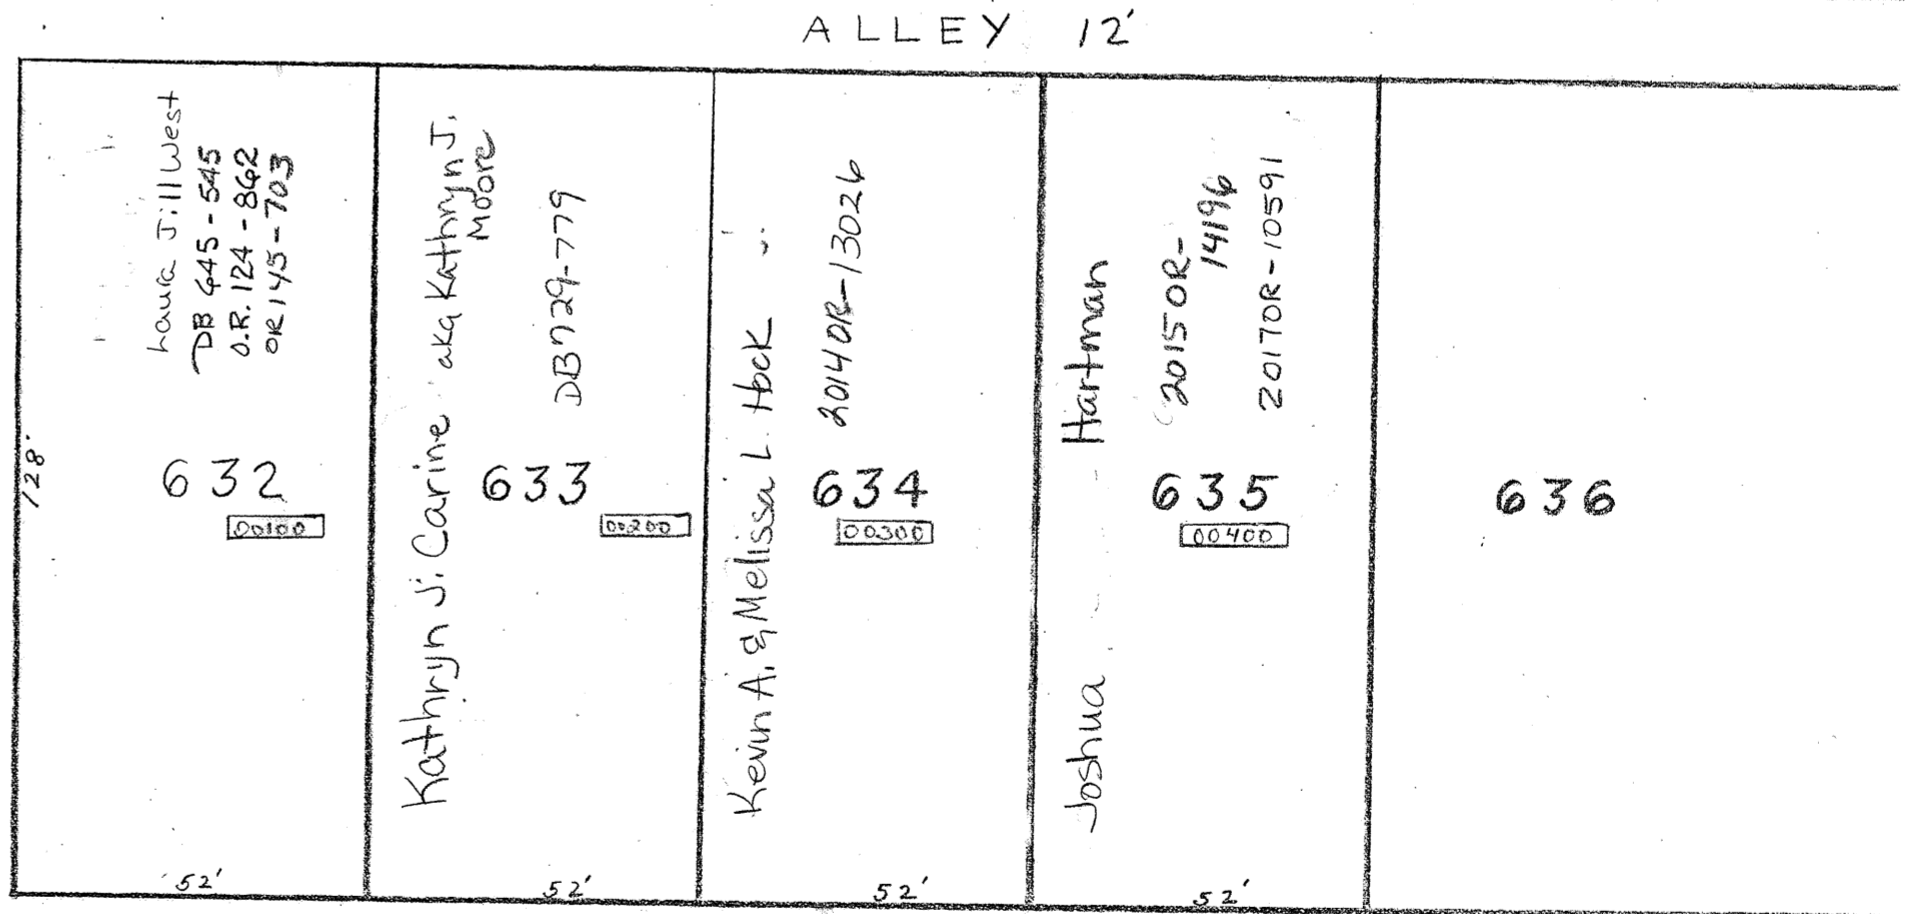 ALLEY 12'
128'
Laura Jill West
DB 645-545
O.R. 124-862
OR 145-703
632
00100
52'
Kathryn J. Carine aka Kathryn J.
Moore
DB729-779
633
00200
52'
Kevin A. & Melissa L. Hock
2014OR-13026
634
00300
52'
Joshua Hartman
2015OR-
14196
2017OR-10591
635
00400
52'
636